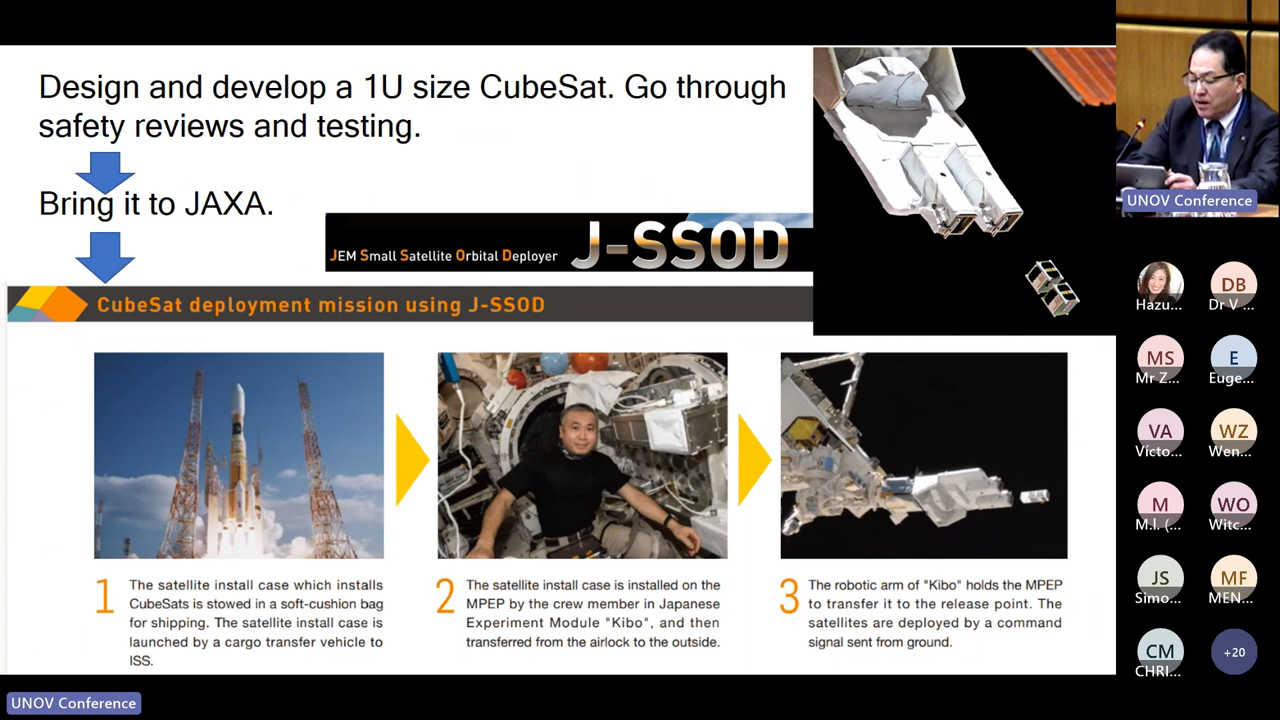 Design and develop a 1U size CubeSat. Go through
safety reviews and testing.
Bring it to JAXA.
JEM Small Satellite Orbital Deployer J-SSOD
CubeSat deployment mission using J-SSOD
1 The satellite install case which installs
CubeSats is stowed in a soft-cushion bag
for shipping. The satellite install case is
launched by a cargo transfer vehicle to
ISS.
2 The satellite install case is installed on the
MPEP by the crew member in Japanese
Experiment Module "Kibo", and then
transferred from the airlock to the outside.
3 The robotic arm of "Kibo" holds the MPEP
to transfer it to the release point. The
satellites are deployed by a command
signal sent from ground.
UNOV Conference
Hazu...
DB
Dr V ...
MS
Mr Z...
E
Euge...
VA
Victo...
WZ
Wen...
M
M.I. (...
WO
Witc...
JS
Simo...
MF
MEN...
CM
CHRI...
+20
UNOV Conference